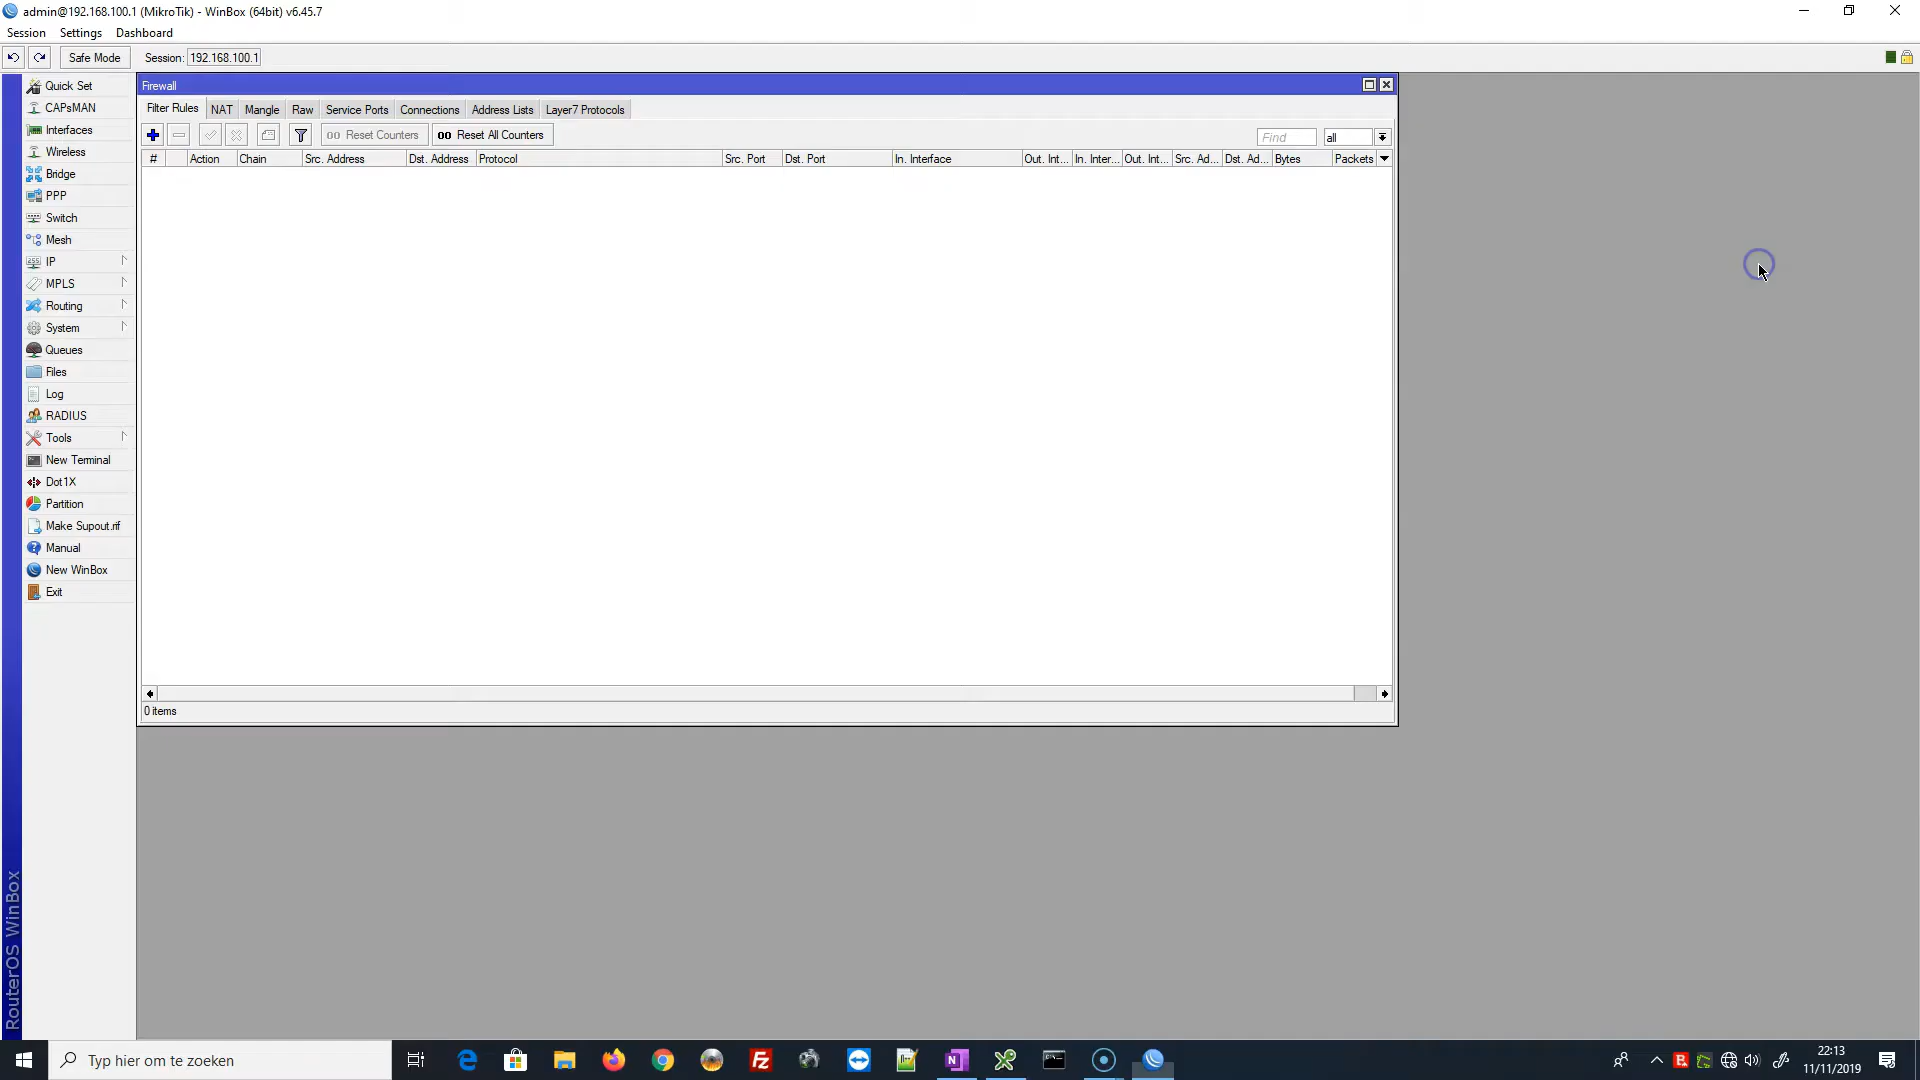 admin@192.168.100.1 (MikroTik) - WinBox (64bit) v6.45.7
Session Settings Dashboard
Safe Mode Session: 192.168.100.1
Quick Set
CAPsMAN
Interfaces
Wireless
Bridge
PPP
Switch
Mesh
IP
MPLS
Routing
System
Queues
Files
Log
RADIUS
Tools
New Terminal
Dot1X
Partition
Make Supout.rif
Manual
New WinBox
Exit
RouterOS WinBox
Firewall
Filter Rules NAT Mangle Raw Service Ports Connections Address Lists Layer7 Protocols
00 Reset Counters 00 Reset All Counters Find all
# Action Chain Src. Address Dst. Address Protocol Src. Port Dst. Port In. Interface Out. Int... In. Inter... Out. Int... Src. Ad... Dst. Ad... Bytes Packets
0 items
Typ hier om te zoeken
22:13
11/11/2019